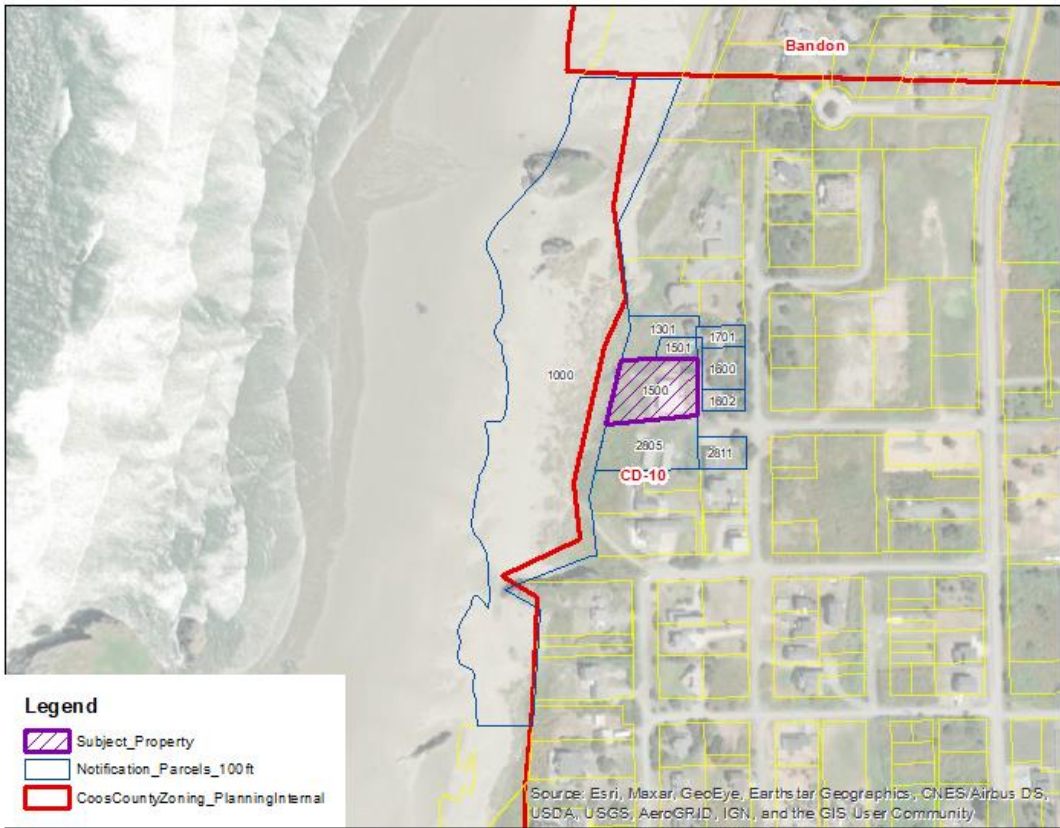 Bandon
1301
1701
1501
1600
1000
1500
1602
2805
2811
CD-10
Legend
Subject_Property
Notification_Parcels_100ft
CoosCountyZoning_PlanningInternal
Source: Esri, Maxar, GeoEye, Earthstar Geographics, CNES/Airbus DS,
USDA, USGS, AeroGRID, IGN, and the GIS User Community